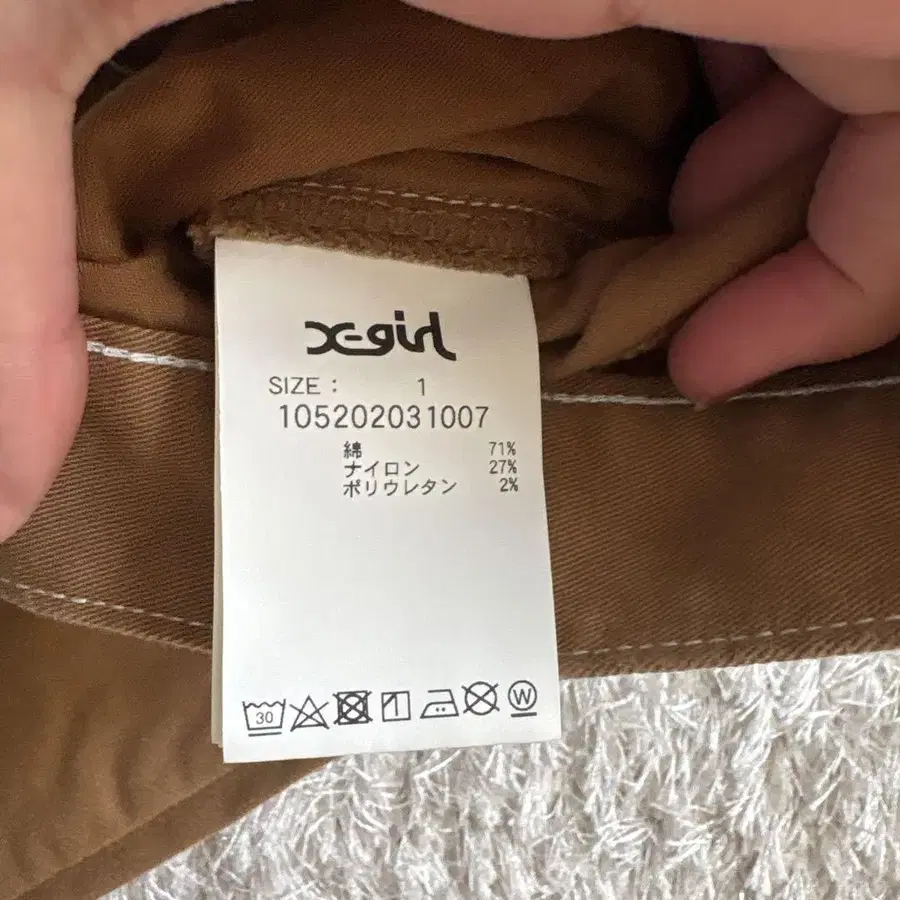 X-girl
SIZE : 1
105202031007
綿 71%
ナイロン 27%
ポリウレタン 2%
30 W